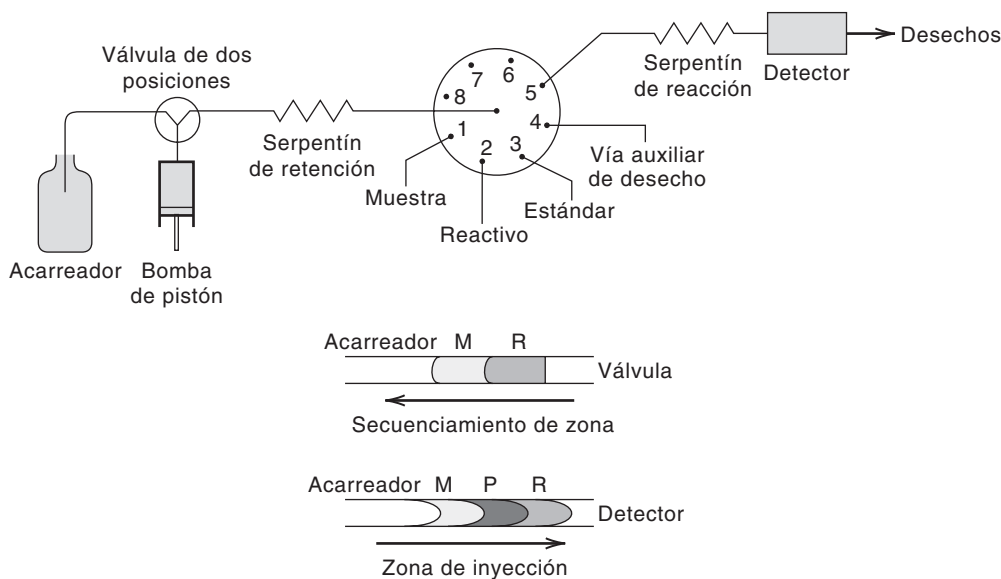 Válvula de dos
posiciones
Acarreador
Bomba
de pistón
Serpentín
de retención
7
6
8
5
1
4
2
3
Muestra
Reactivo
Estándar
Vía auxiliar
de desecho
Serpentín
de reacción
Detector
Desechos
Acarreador M R
Válvula
Secuenciamiento de zona
Acarreador M P R
Detector
Zona de inyección